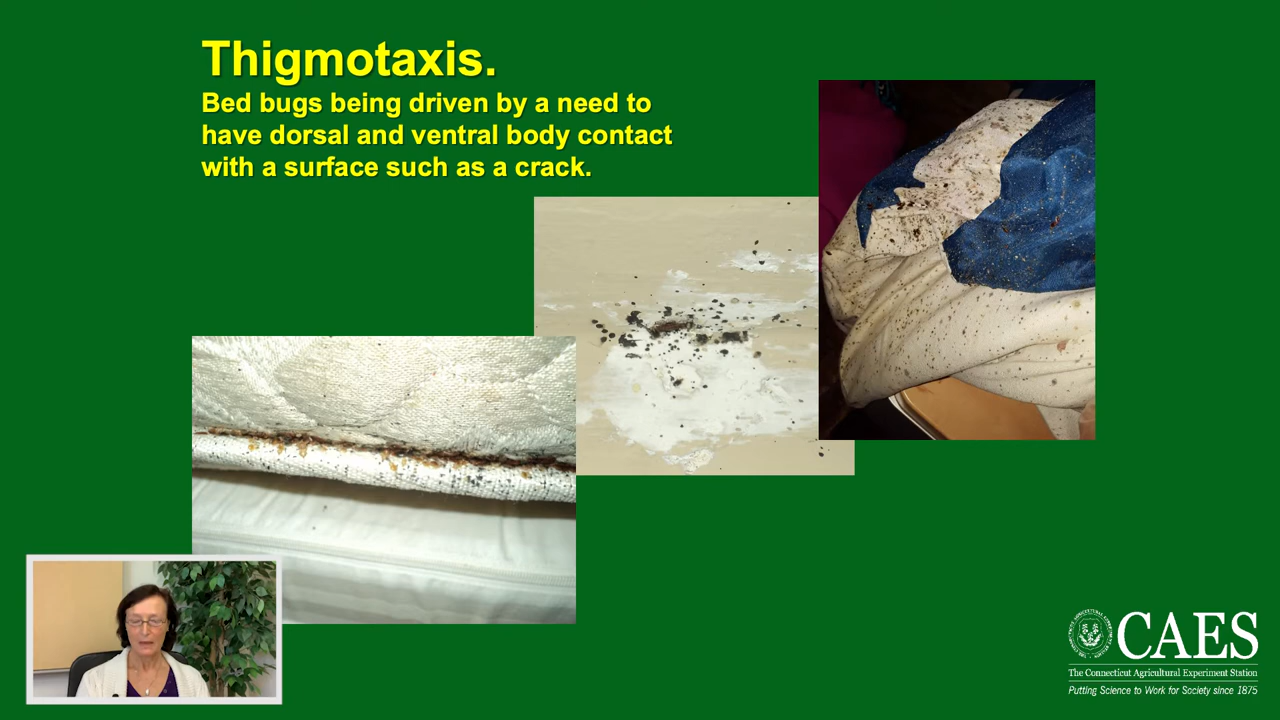 Thigmotaxis.
Bed bugs being driven by a need to
have dorsal and ventral body contact
with a surface such as a crack.
CAES
The Connecticut Agricultural Experiment Station
Putting Science to Work for Society since 1875